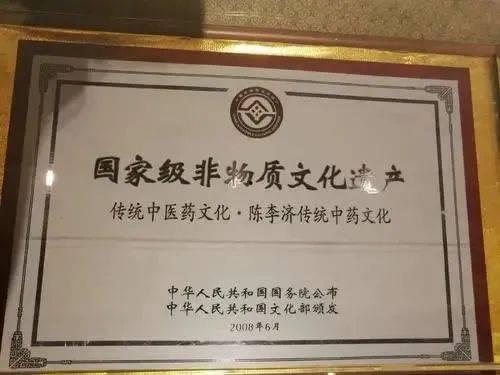 国家级非物质文化遗产
传统中医药文化·陈李济传统中药文化
中华人民共和国国务院公布
中华人民共和国文化部颁发
2008年6月